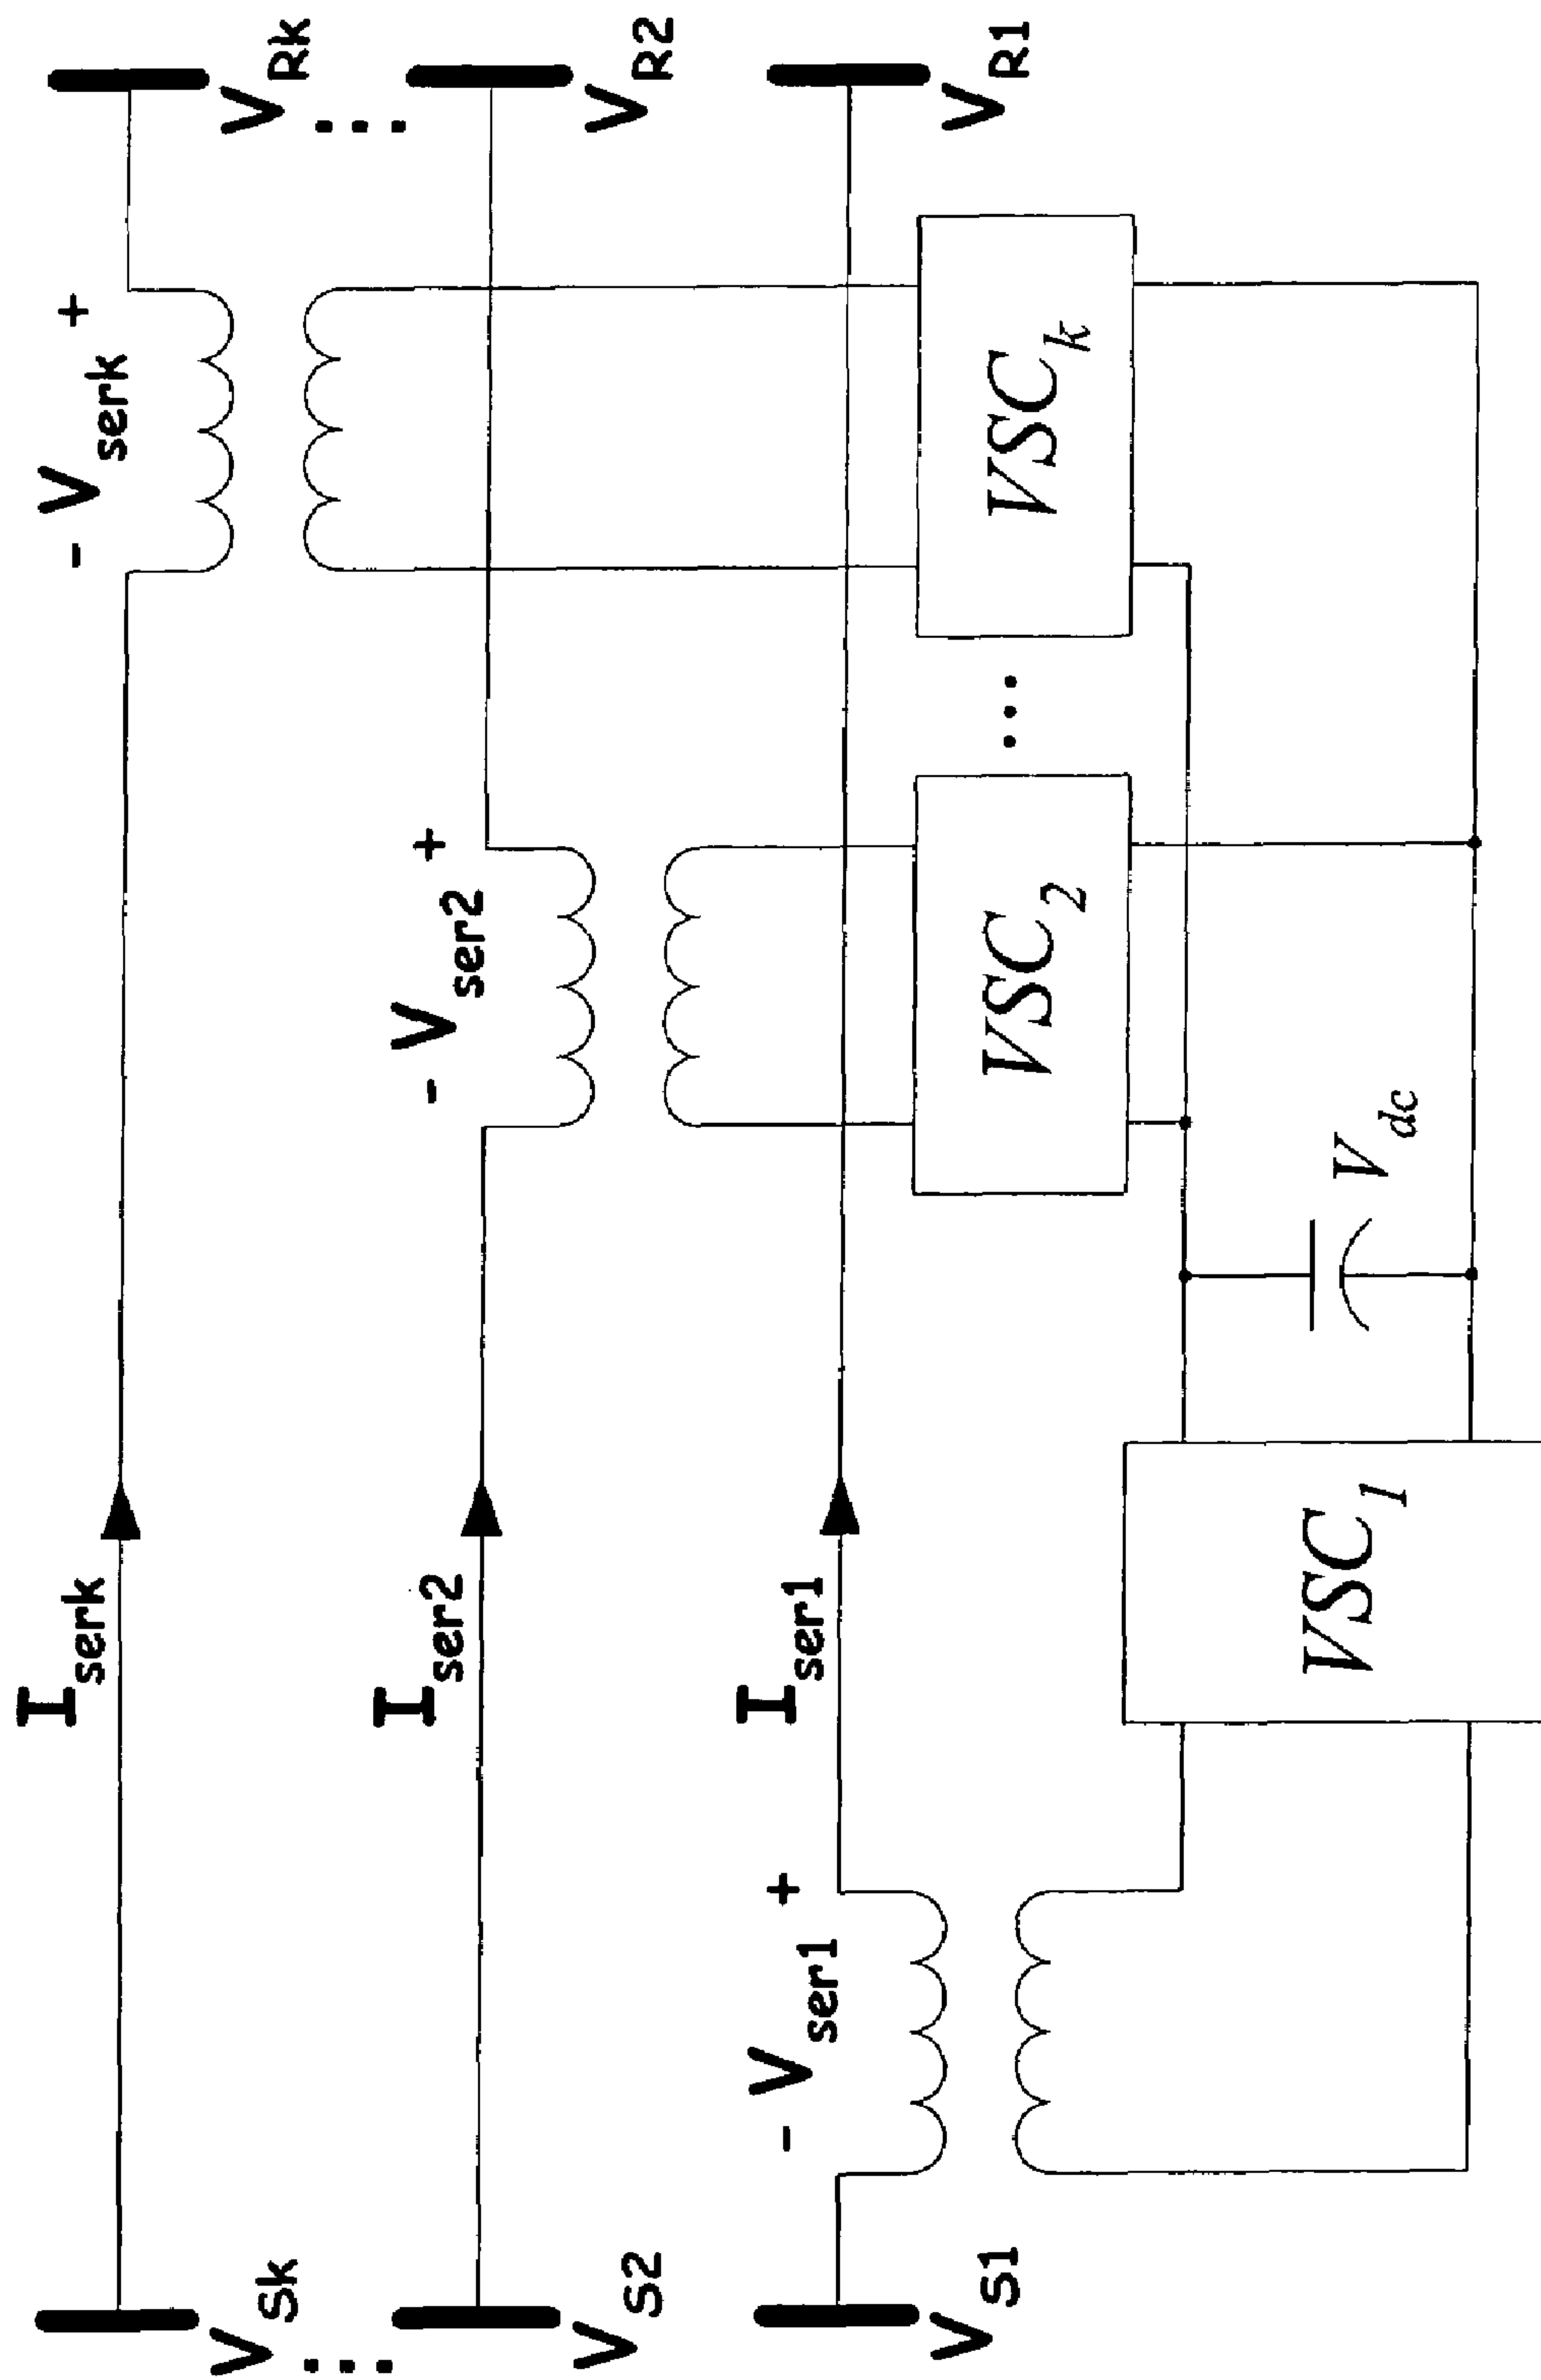 V_Sk I_serk - V_serk + V_Rk
⋮ ⋮
V_S2 I_ser2 - V_ser2 + V_R2
V_S1 - V_ser1 + I_ser1 V_R1
VSC_2 ... VSC_k
VSC_1 V_dc